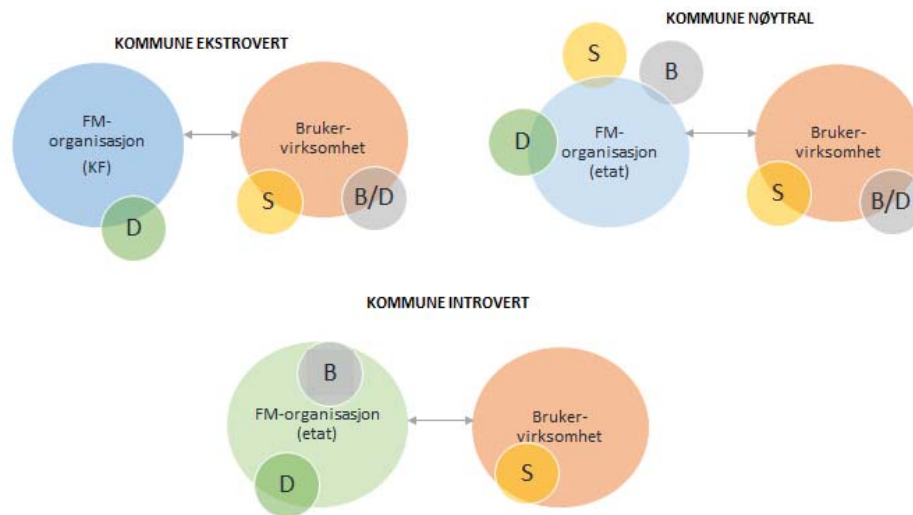 KOMMUNE EKSTROVERT
FM-
organisasjon
(KF)
D
Bruker-
virksomhet
S
B/D
KOMMUNE NØYTRAL
S
B
D
FM-
organisasjon
(etat)
Bruker-
virksomhet
S
B/D
KOMMUNE INTROVERT
B
FM-organisasjon
(etat)
D
Bruker-
virksomhet
S